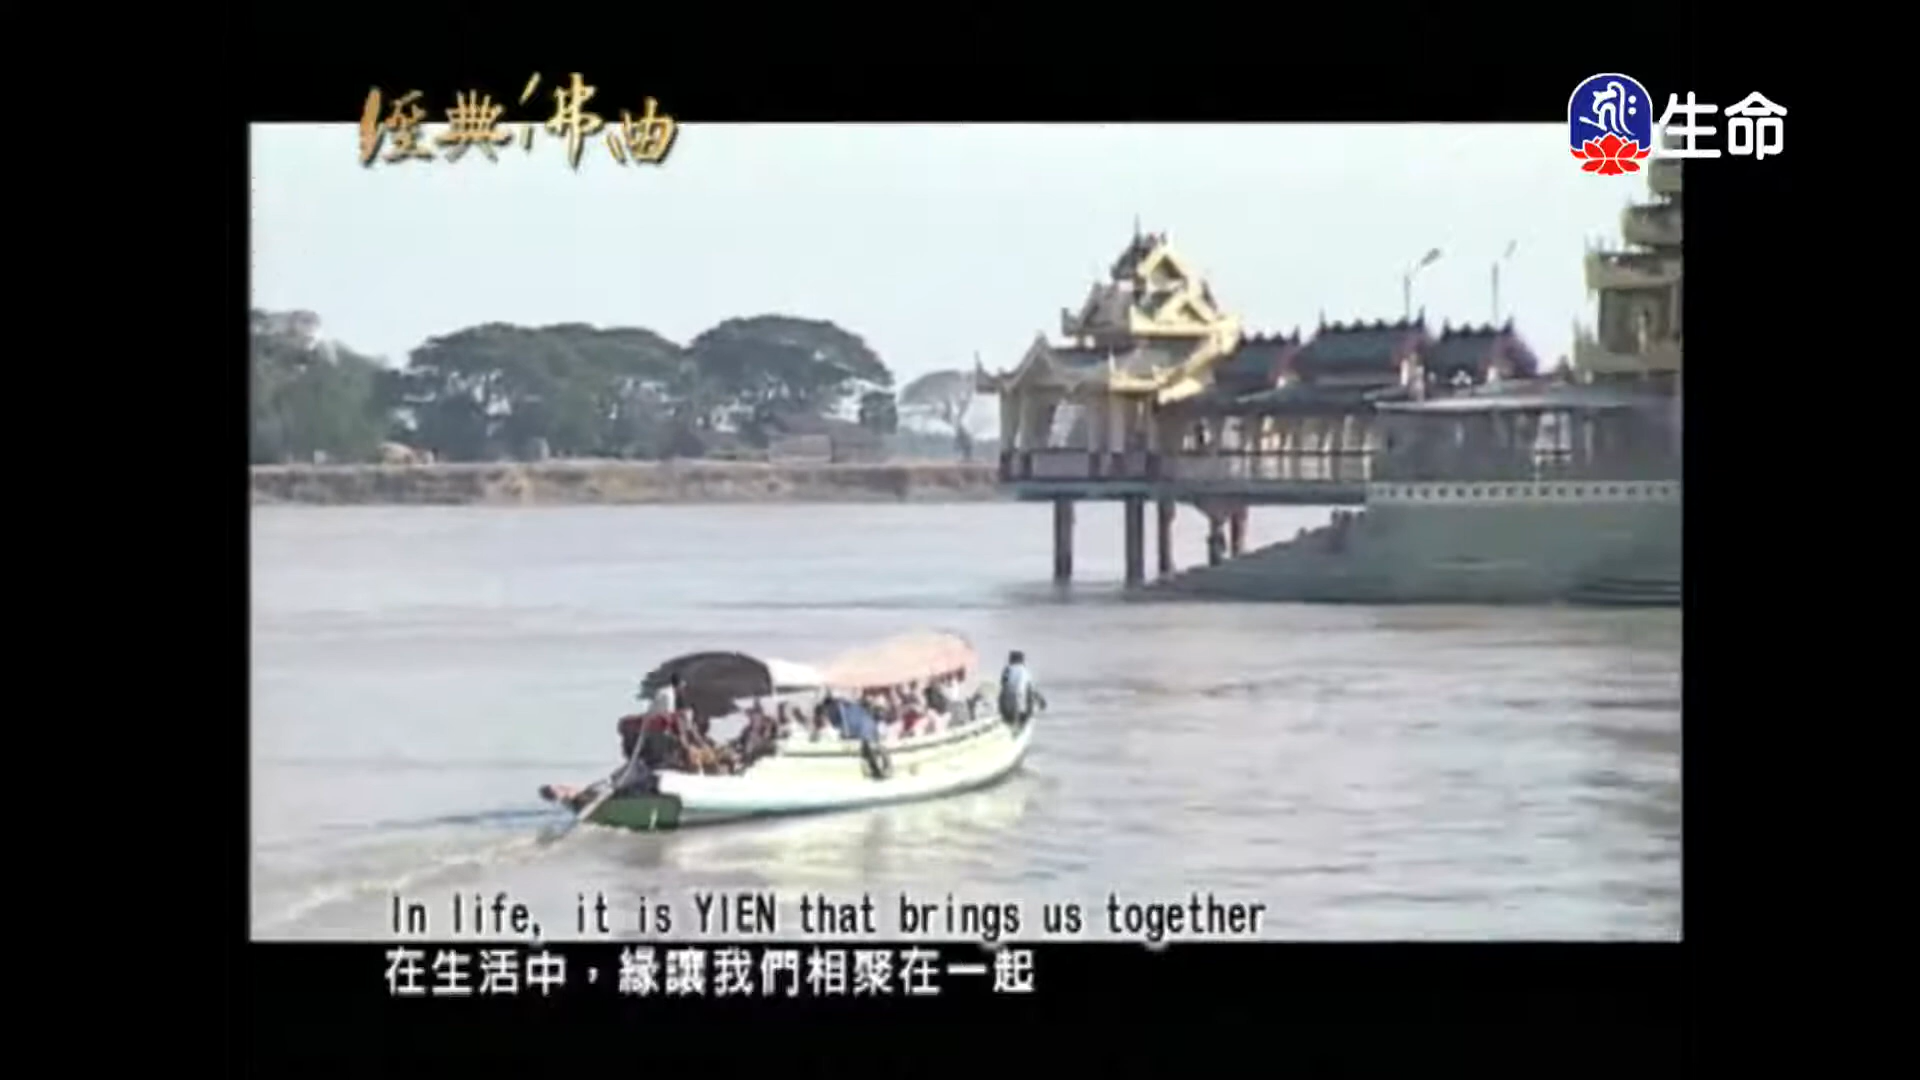 經典佛曲
生命
In life, it is YIEN that brings us together
在生活中，緣讓我們相聚在一起